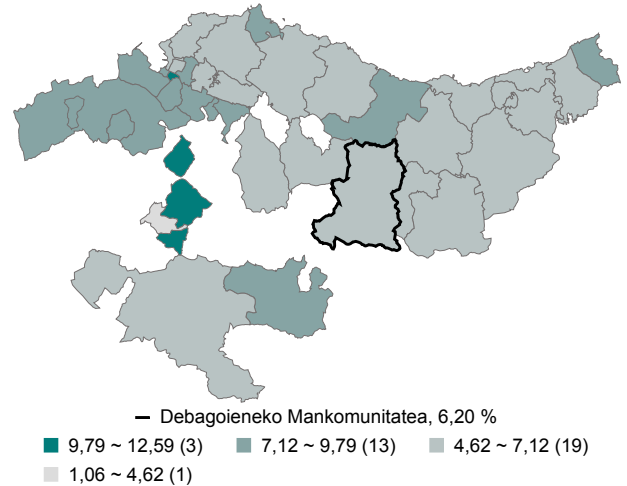 Debagoieneko Mankomunitatea, 6,20 %
9,79 ~ 12,59 (3) 7,12 ~ 9,79 (13) 4,62 ~ 7,12 (19)
1,06 ~ 4,62 (1)